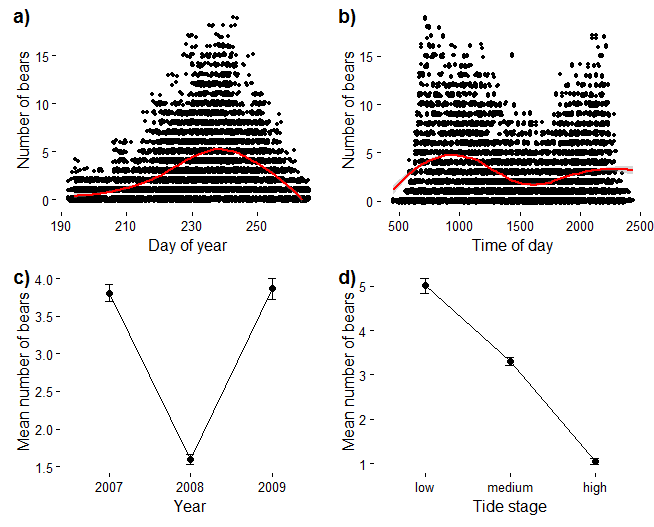 a)
Number of bears
15
10
5
0
190 210 230 250
Day of year
b)
Number of bears
15
10
5
0
500 1000 1500 2000 2500
Time of day
c)
Mean number of bears
4.0
3.5
3.0
2.5
2.0
1.5
2007 2008 2009
Year
d)
Mean number of bears
5
4
3
2
1
low medium high
Tide stage